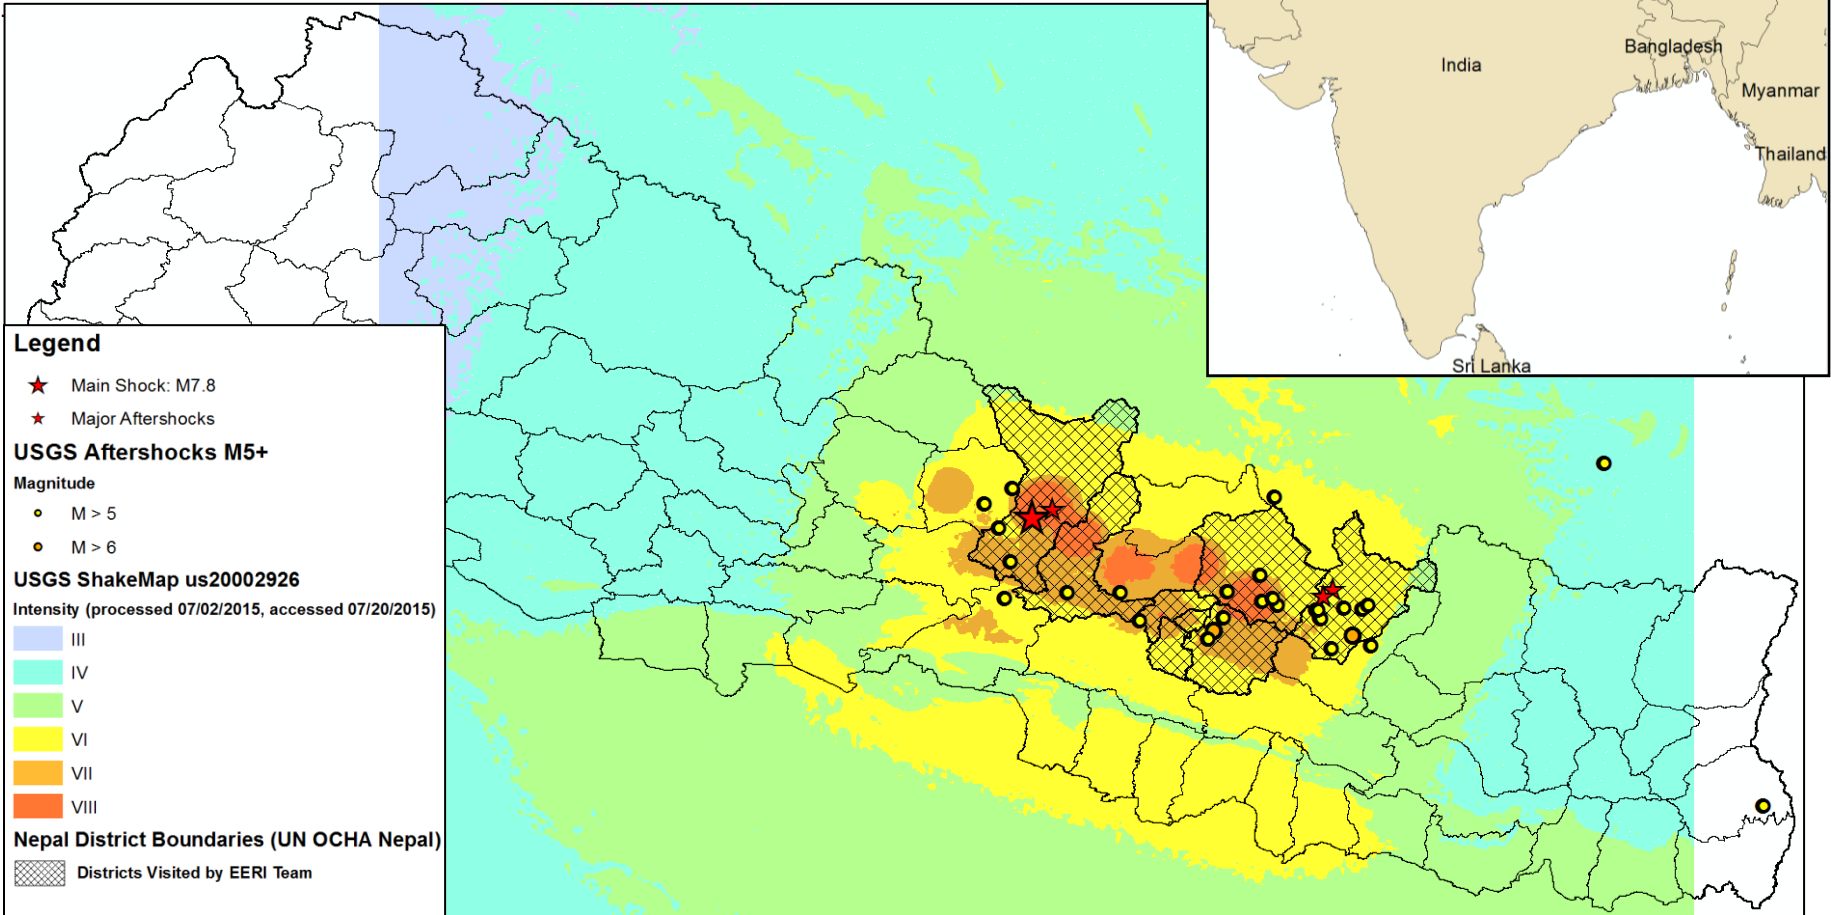 India
Bangladesh
Myanmar
Thailand
Sri Lanka
Legend
Main Shock: M7.8
Major Aftershocks
USGS Aftershocks M5+
Magnitude
M > 5
M > 6
USGS ShakeMap us20002926
Intensity (processed 07/02/2015, accessed 07/20/2015)
III
IV
V
VI
VII
VIII
Nepal District Boundaries (UN OCHA Nepal)
Districts Visited by EERI Team